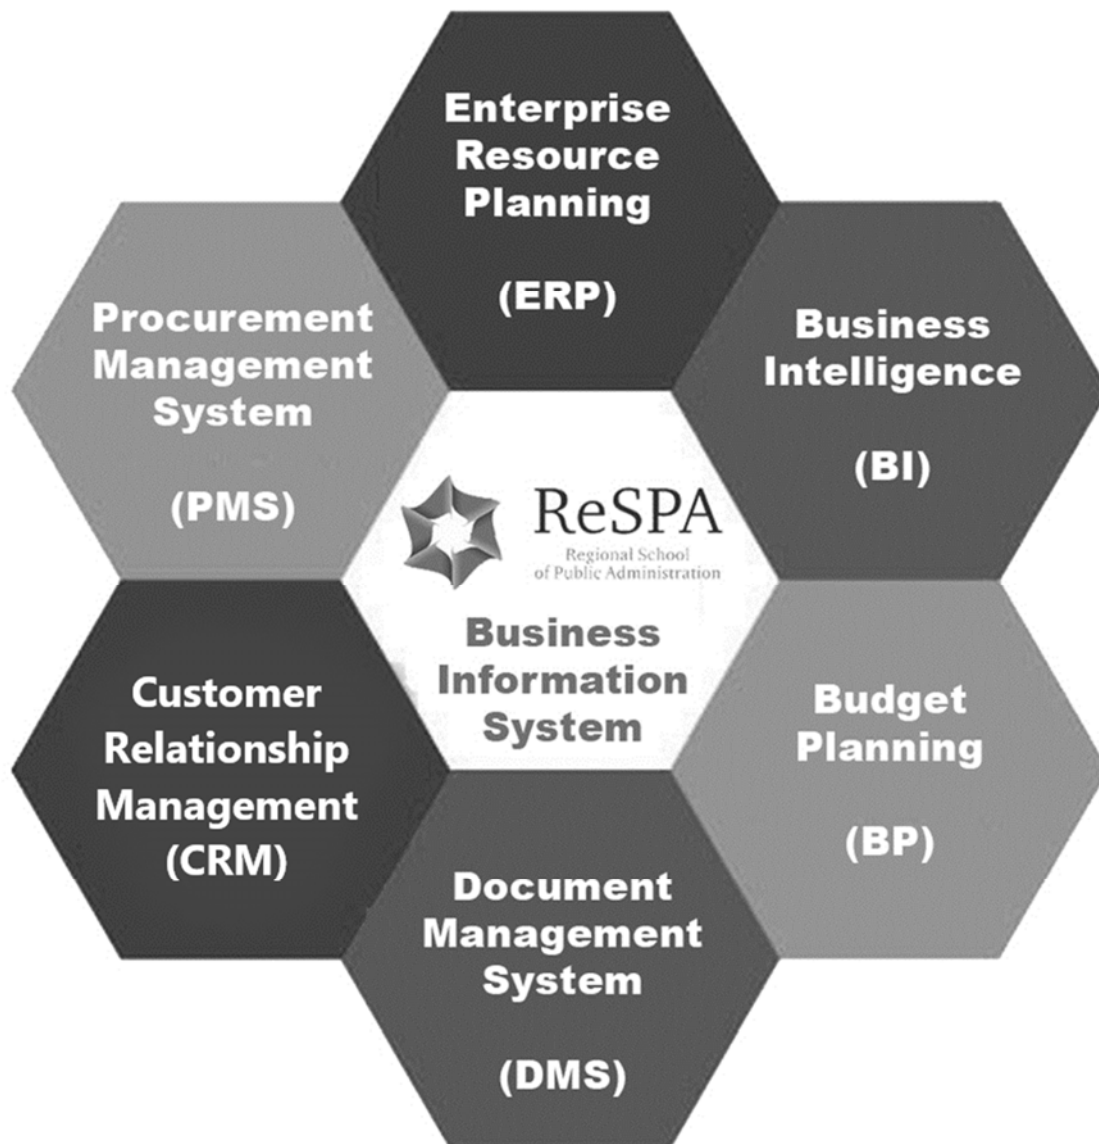 Enterprise
Resource
Planning
(ERP)
Procurement
Management
System
(PMS)
Business
Intelligence
(BI)
ReSPA
Regional School
of Public Administration
Business
Information
System
Customer
Relationship
Management
(CRM)
Budget
Planning
(BP)
Document
Management
System
(DMS)